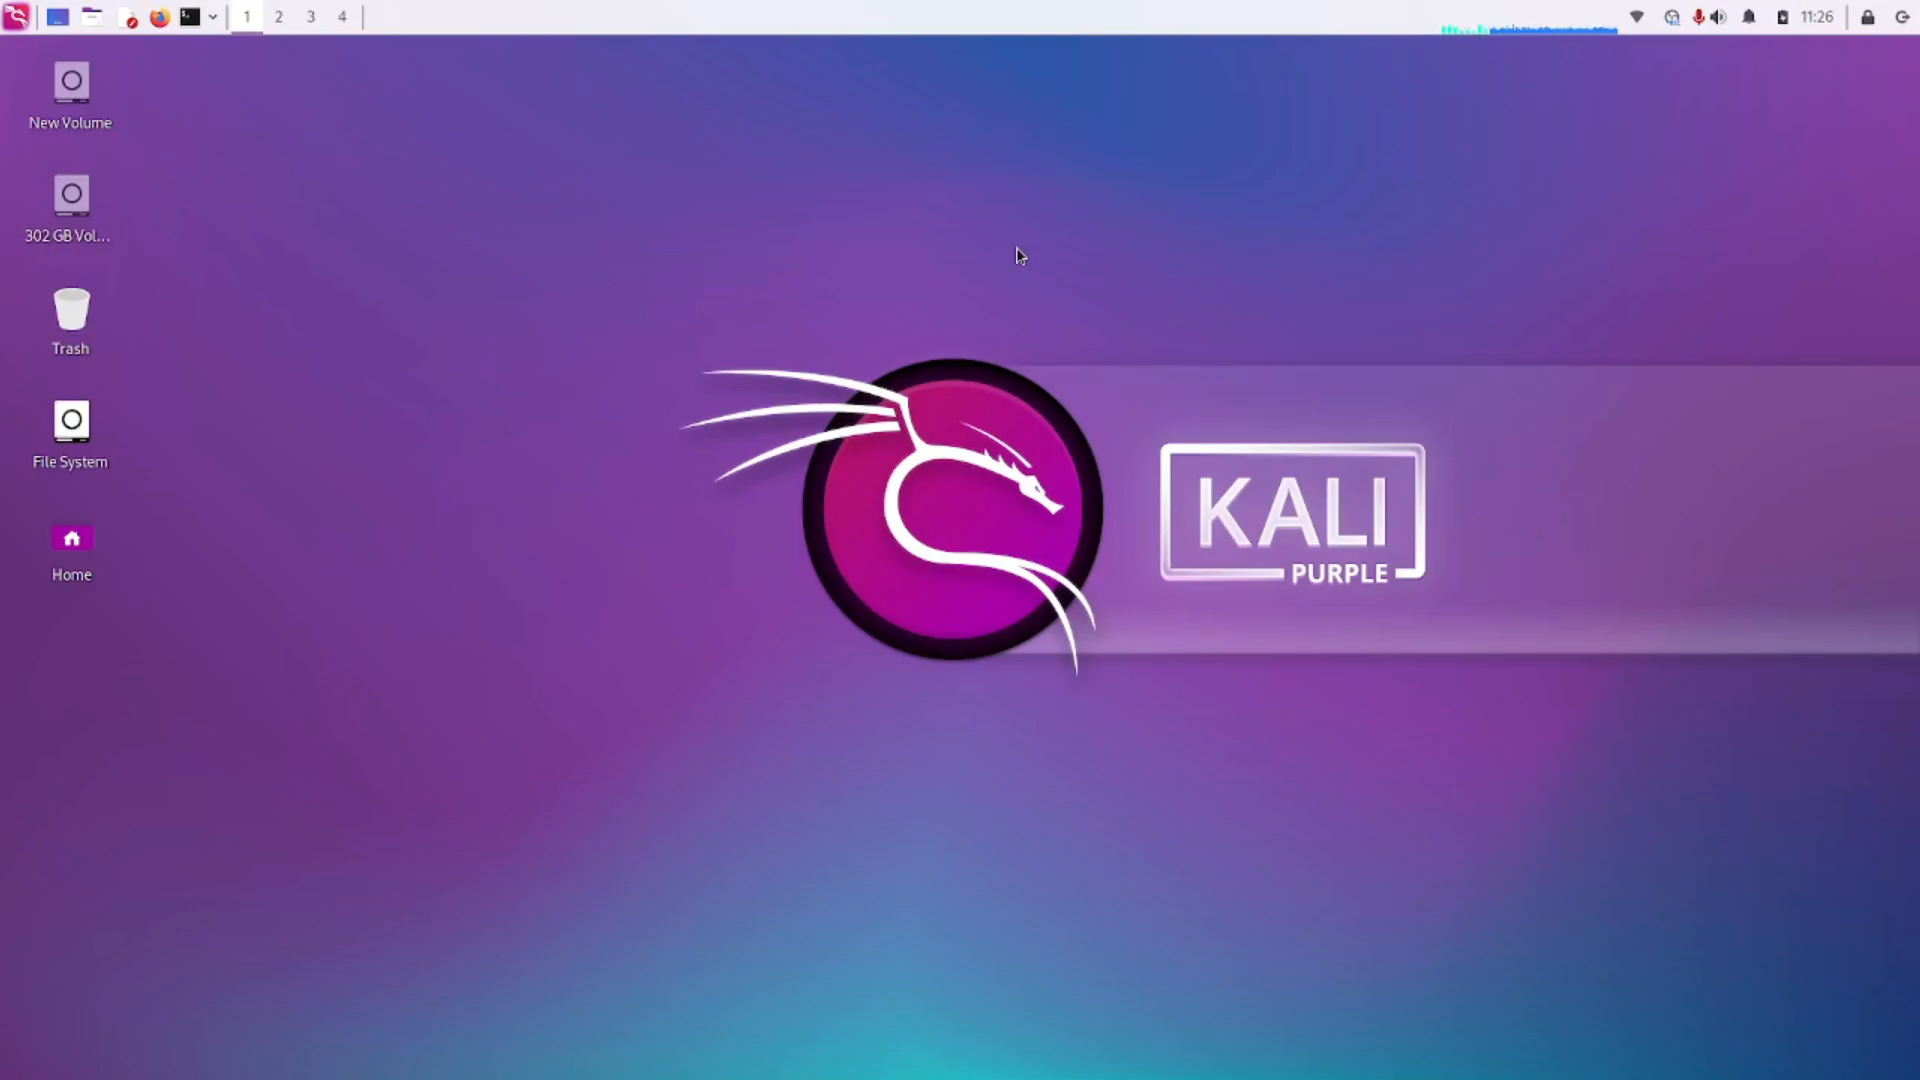 1 2 3 4
11:26
New Volume
302 GB Vol...
Trash
File System
Home
KALI
PURPLE